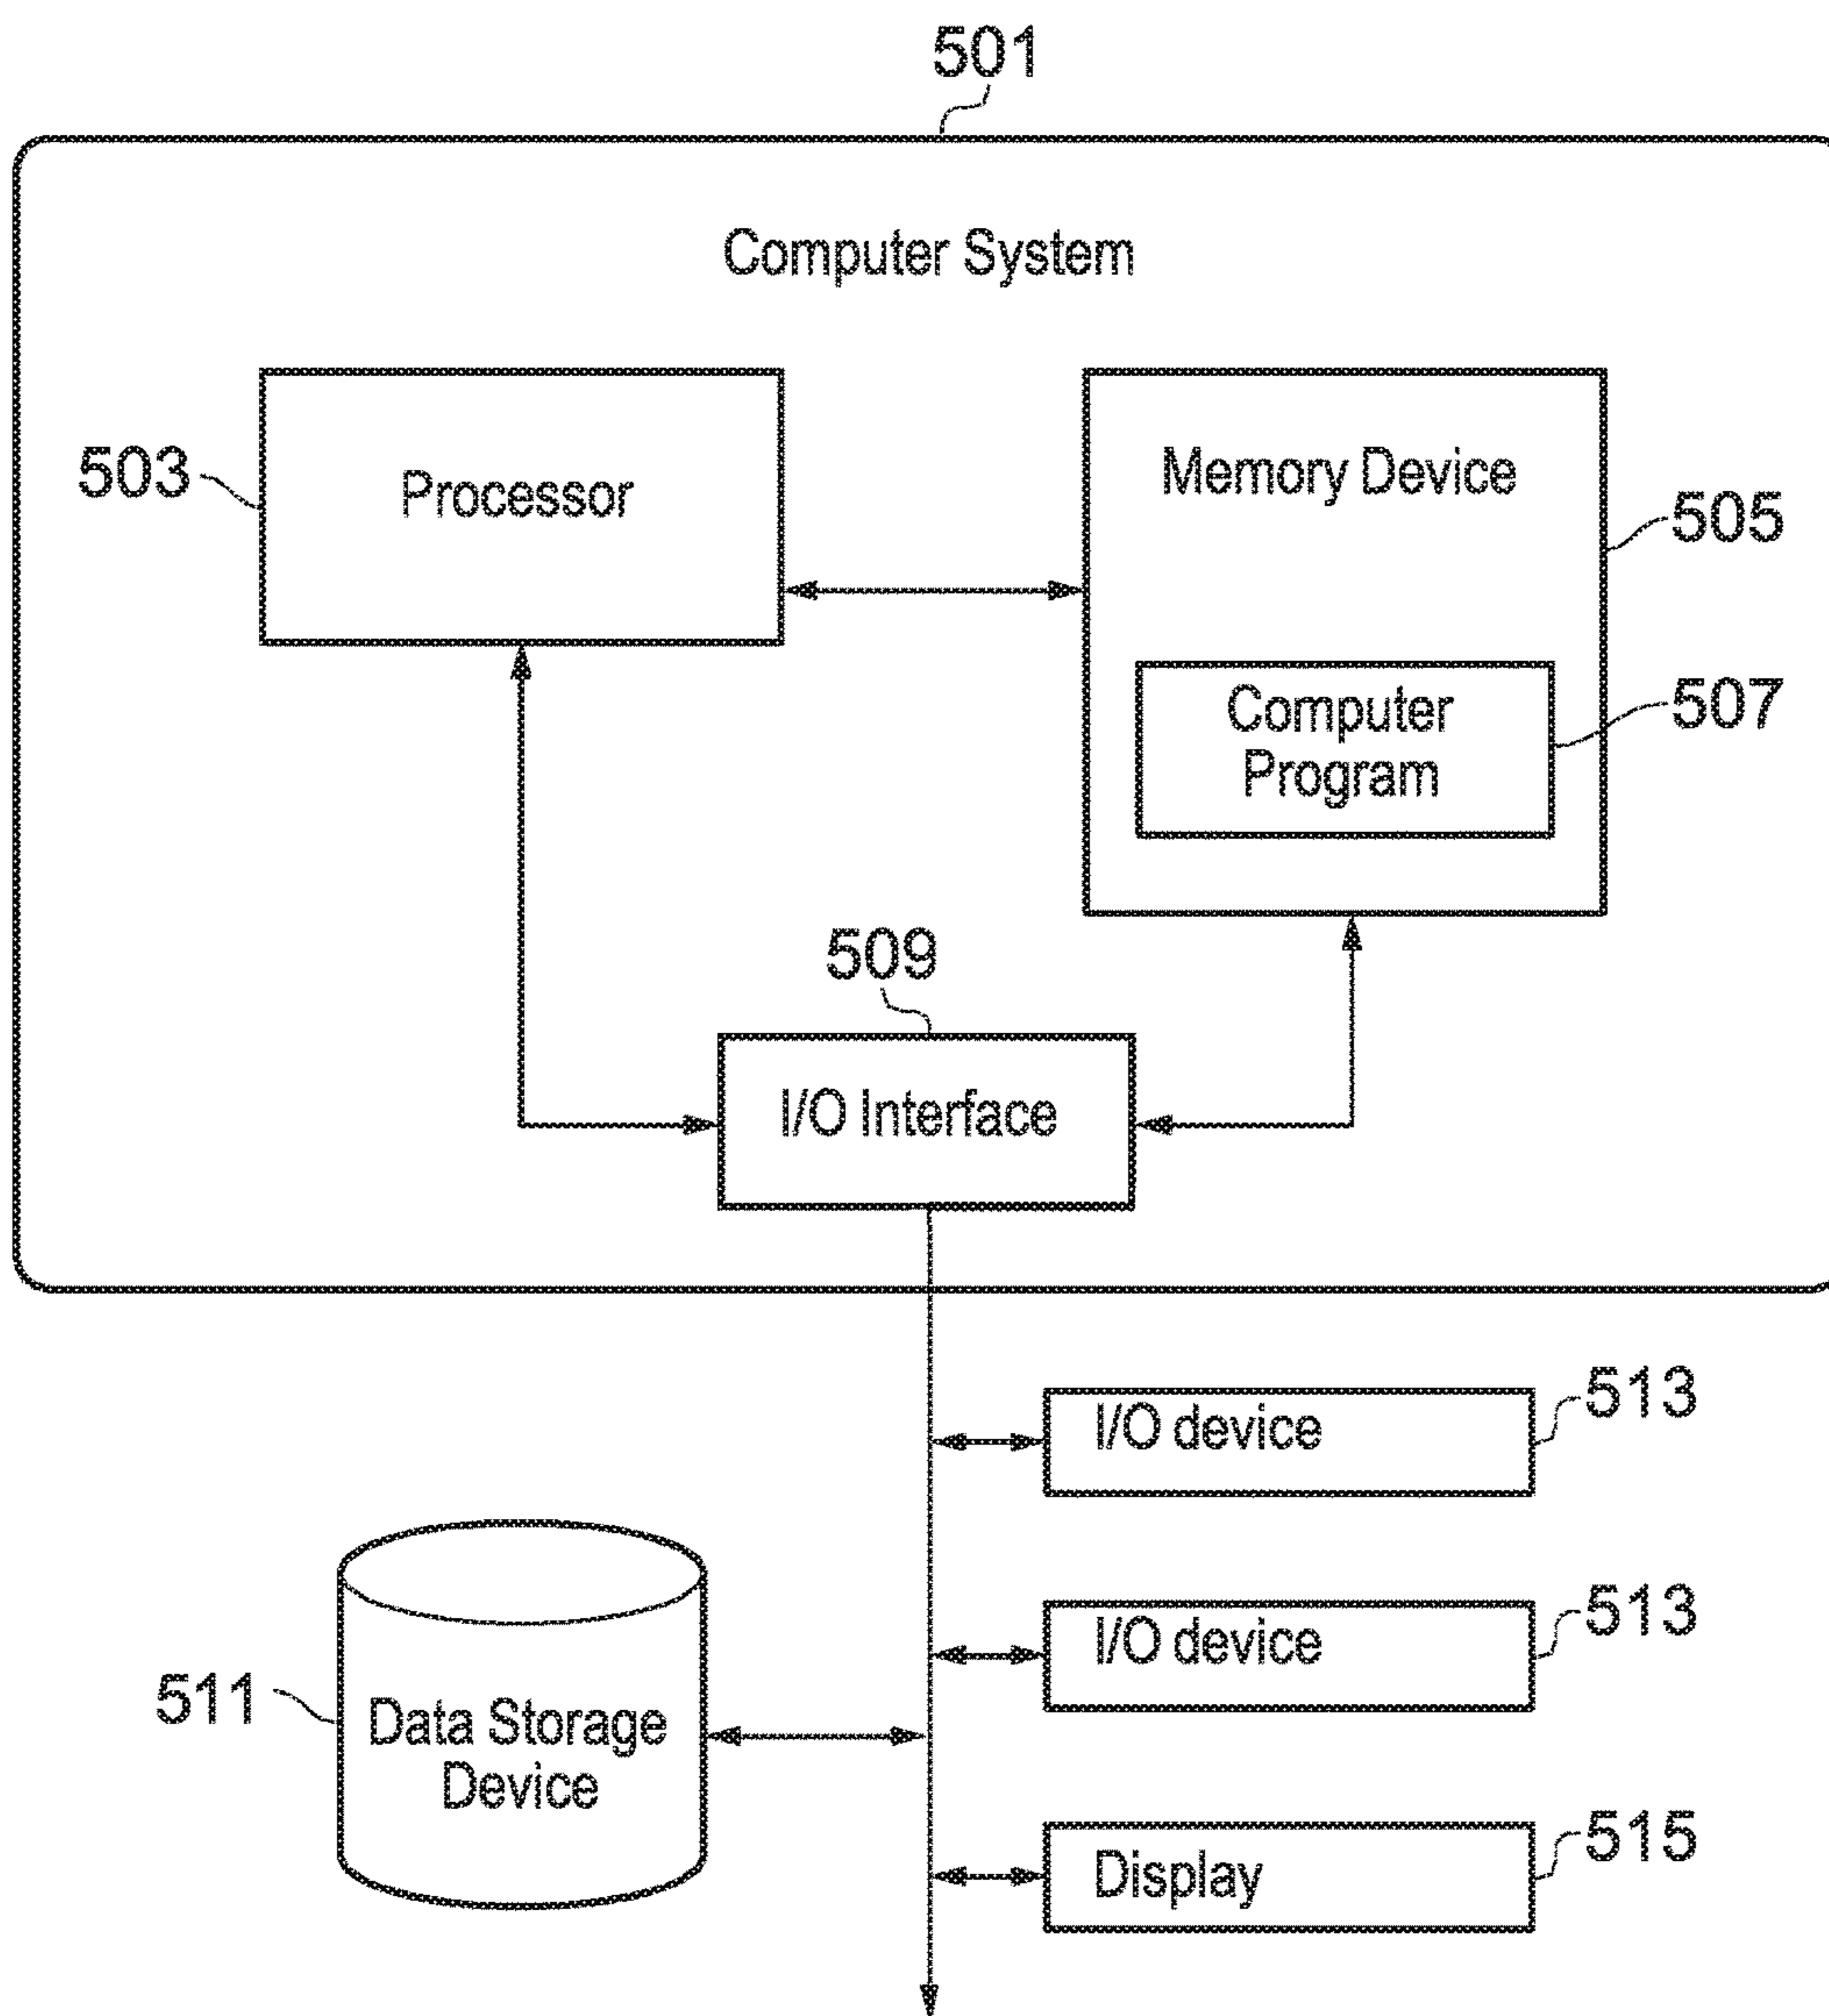 501
Computer System
503
Processor
Memory Device
505
Computer
Program
507
509
I/O Interface
I/O device
513
I/O device
513
511
Data Storage
Device
Display
515